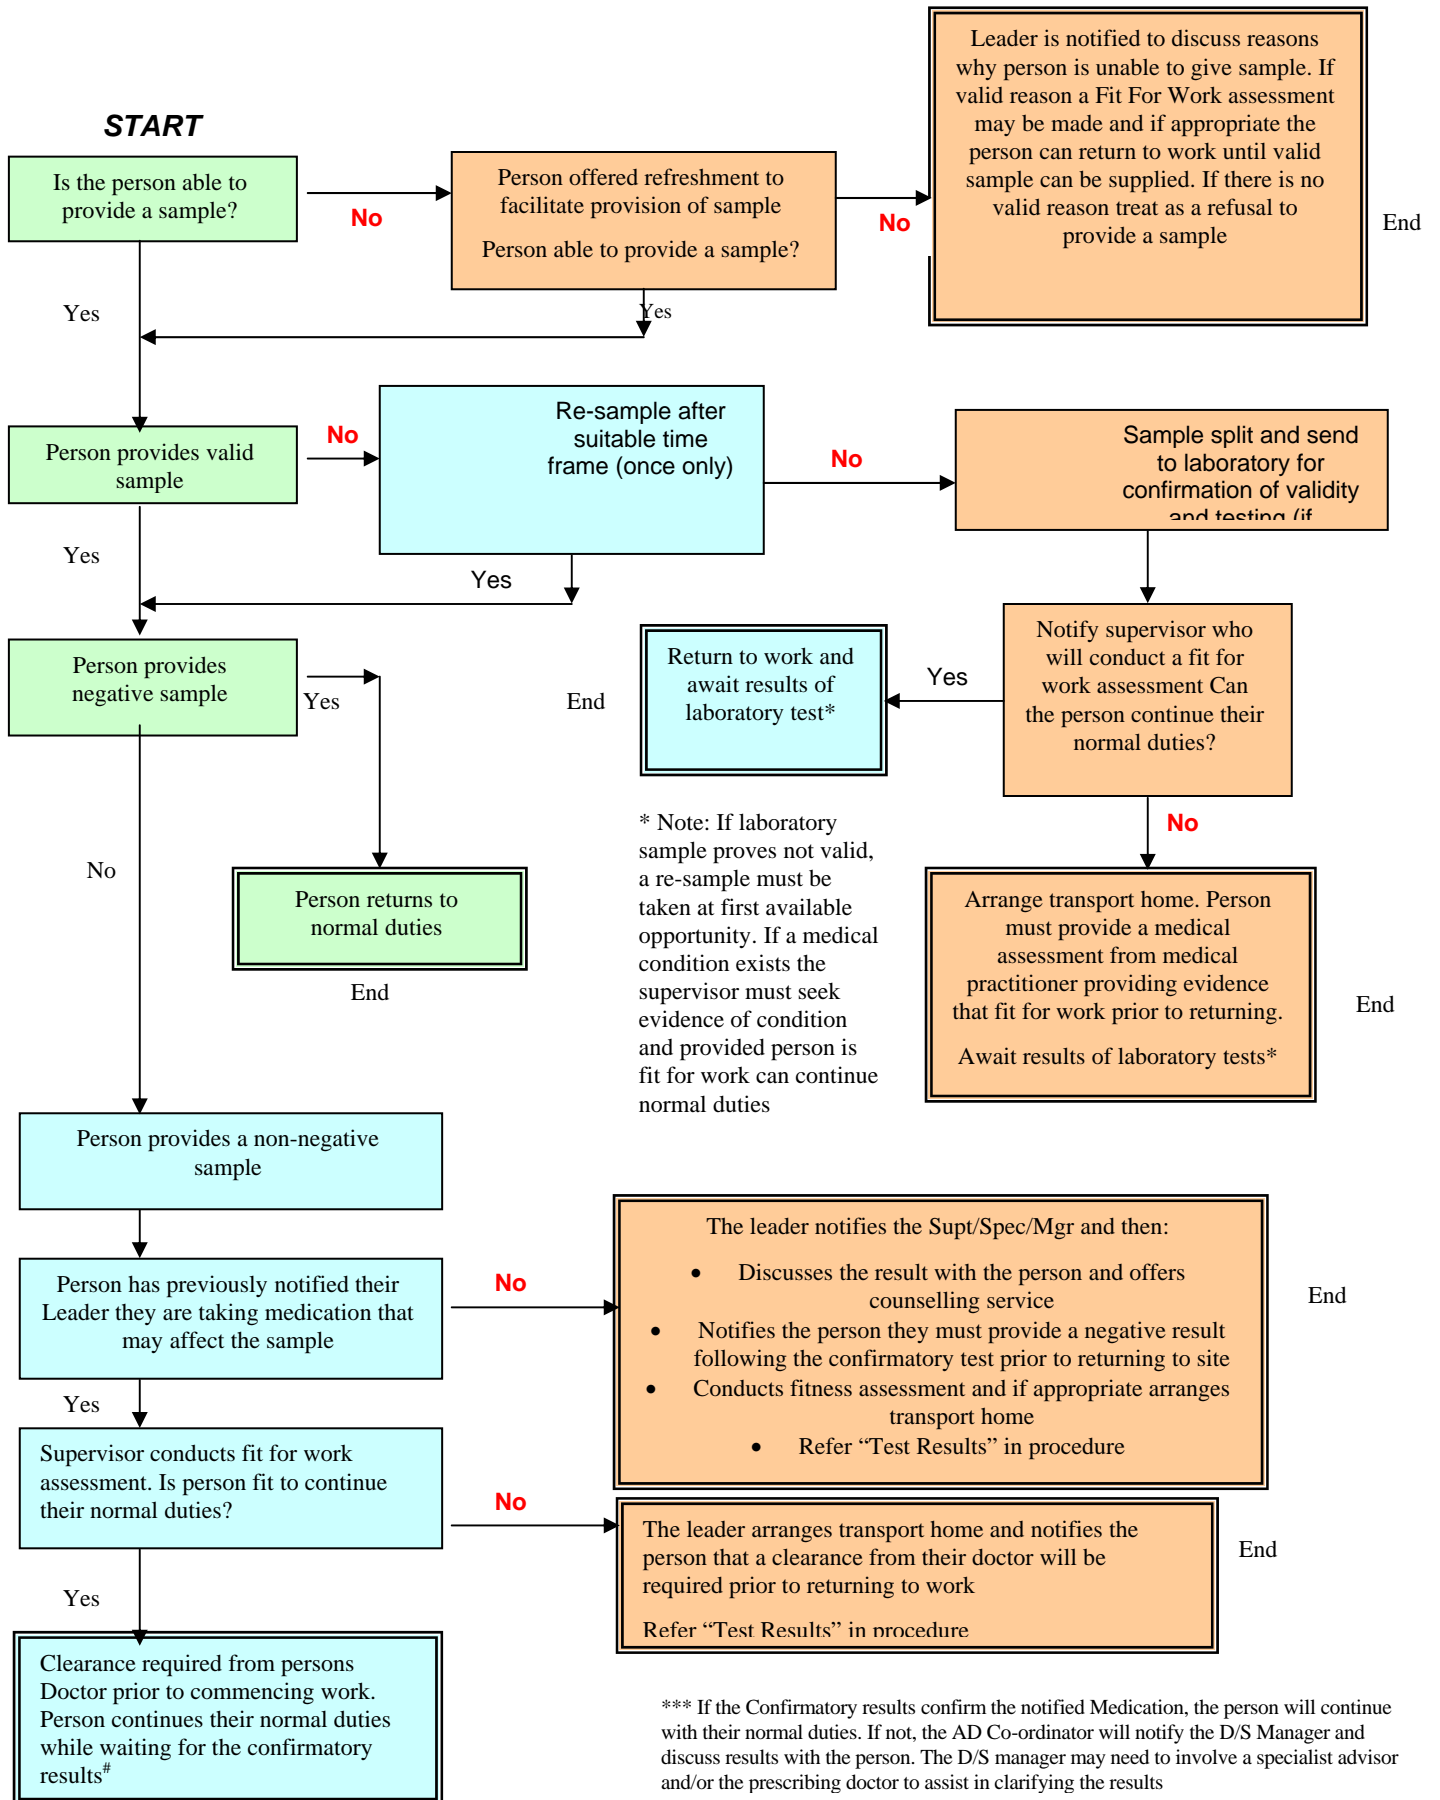 START
Is the person able to
provide a sample?
No
Person offered refreshment to
facilitate provision of sample
Person able to provide a sample?
No
Leader is notified to discuss reasons
why person is unable to give sample. If
valid reason a Fit For Work assessment
may be made and if appropriate the
person can return to work until valid
sample can be supplied. If there is no
valid reason treat as a refusal to
provide a sample
End
Yes
Yes
Person provides valid
sample
No
Re-sample after
suitable time
frame (once only)
No
Sample split and send
to laboratory for
confirmation of validity
and testing (if
Yes
Yes
Person provides
negative sample
Yes
End
Return to work and
await results of
laboratory test*
Yes
Notify supervisor who
will conduct a fit for
work assessment Can
the person continue their
normal duties?
No
No
Person returns to
normal duties
End
* Note: If laboratory
sample proves not valid,
a re-sample must be
taken at first available
opportunity. If a medical
condition exists the
supervisor must seek
evidence of condition
and provided person is
fit for work can continue
normal duties
Arrange transport home. Person
must provide a medical
assessment from medical
practitioner providing evidence
that fit for work prior to returning.
Await results of laboratory tests*
End
Person provides a non-negative
sample
Person has previously notified their
Leader they are taking medication that
may affect the sample
No
The leader notifies the Supt/Spec/Mgr and then:
• Discusses the result with the person and offers
counselling service
• Notifies the person they must provide a negative result
following the confirmatory test prior to returning to site
• Conducts fitness assessment and if appropriate arranges
transport home
• Refer “Test Results” in procedure
End
Yes
Supervisor conducts fit for work
assessment. Is person fit to continue
their normal duties?
No
The leader arranges transport home and notifies the
person that a clearance from their doctor will be
required prior to returning to work
Refer “Test Results” in procedure
End
Yes
Clearance required from persons
Doctor prior to commencing work.
Person continues their normal duties
while waiting for the confirmatory
results#
*** If the Confirmatory results confirm the notified Medication, the person will continue
with their normal duties. If not, the AD Co-ordinator will notify the D/S Manager and
discuss results with the person. The D/S manager may need to involve a specialist advisor
and/or the prescribing doctor to assist in clarifying the results